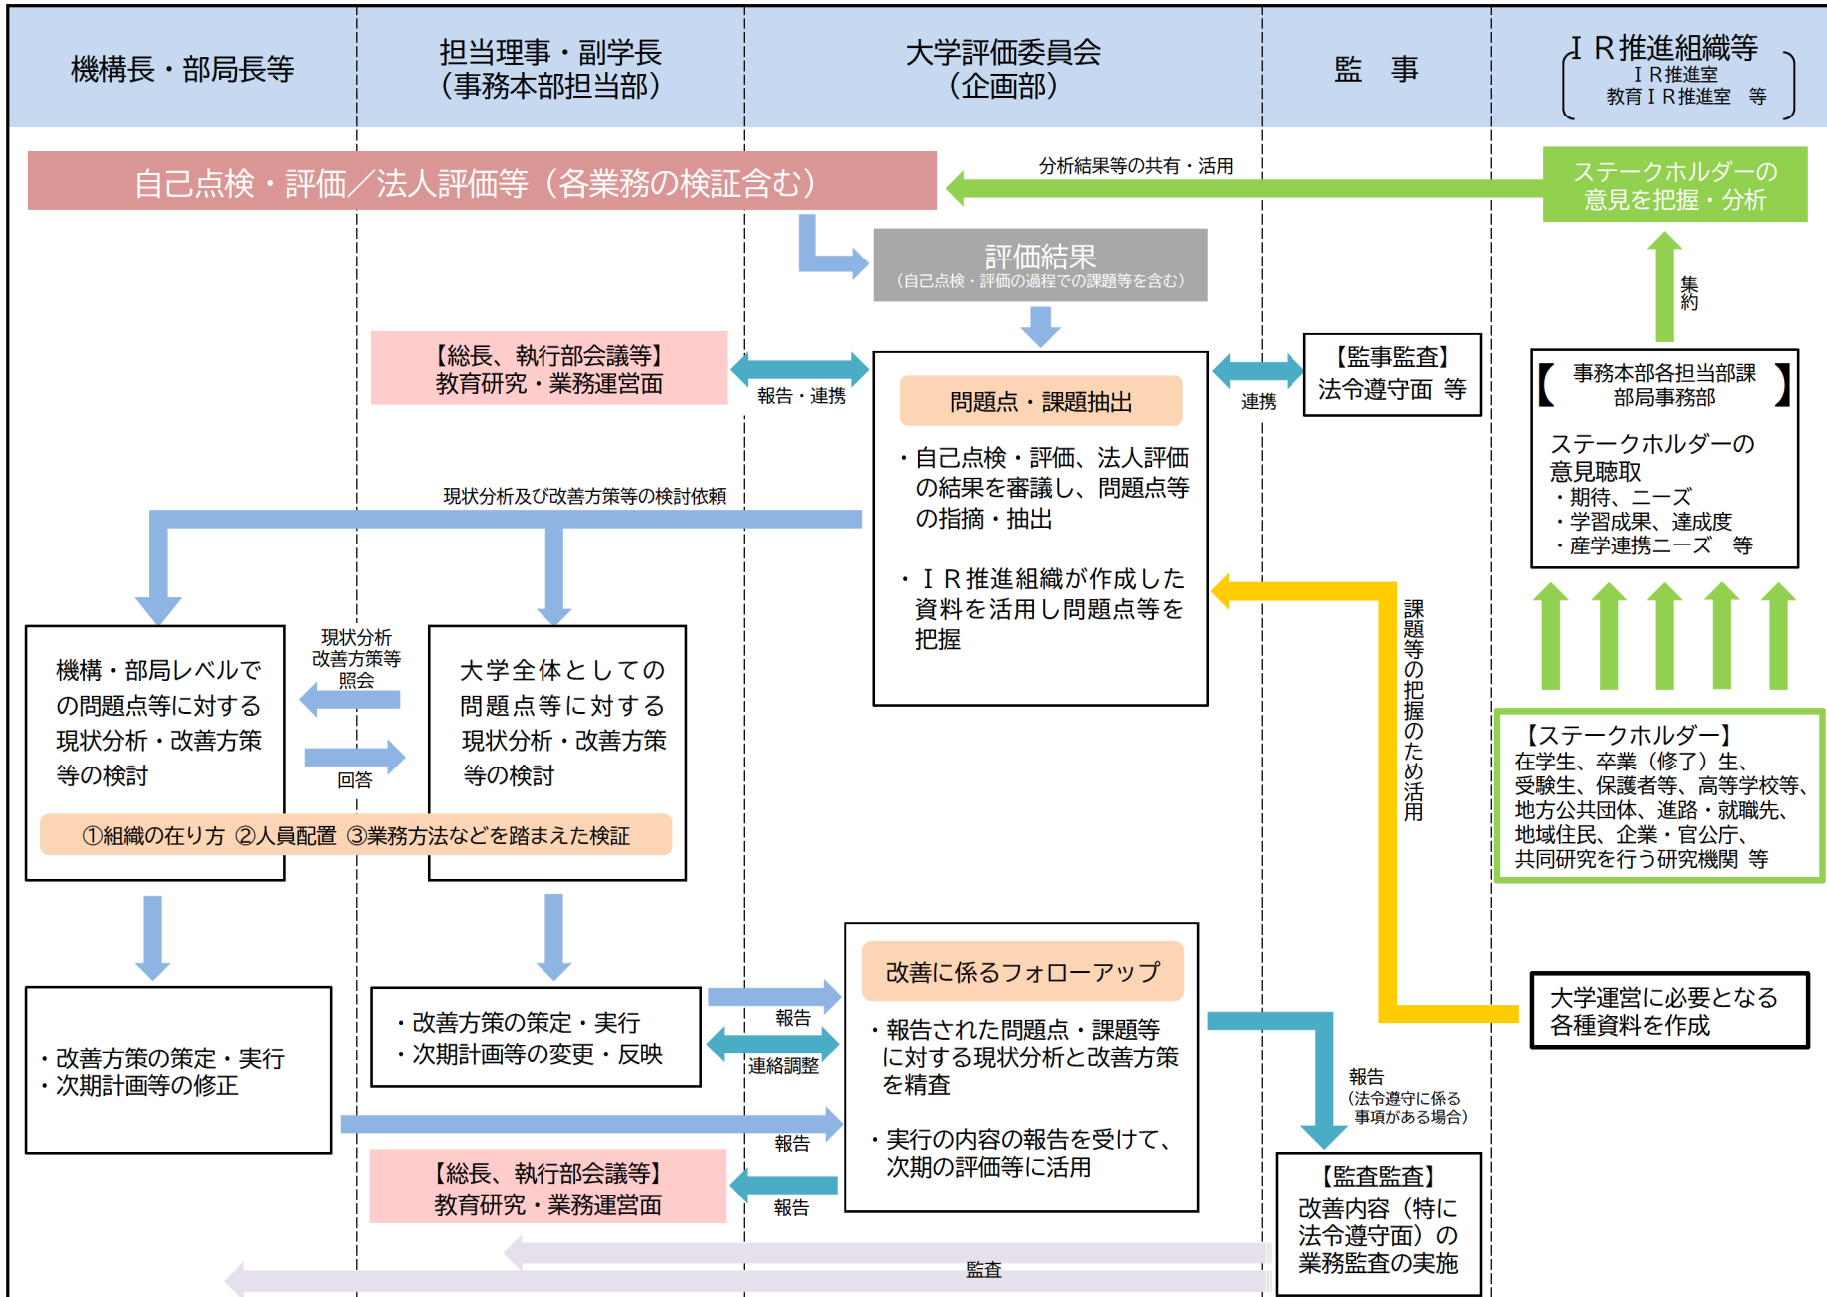 機構長・部局長等
担当理事・副学長
（事務本部担当部）
大学評価委員会
（企画部）
監　事
ＩＲ推進組織等
ＩＲ推進室
教育ＩＲ推進室　等
自己点検・評価／法人評価等（各業務の検証含む）
分析結果等の共有・活用
ステークホルダーの
意見を把握・分析
評価結果
（自己点検・評価の過程での課題等を含む）
集約
【総長、執行部会議等】
教育研究・業務運営面
報告・連携
問題点・課題抽出
・自己点検・評価、法人評価
の結果を審議し、問題点等
の指摘・抽出
・ＩＲ推進組織が作成した
資料を活用し問題点等を
把握
連携
【監事監査】
法令遵守面 等
【事務本部各担当部課
部局事務部】
ステークホルダーの
意見聴取
・期待、ニーズ
・学習成果、達成度
・産学連携ニーズ　等
現状分析及び改善方策等の検討依頼
機構・部局レベルで
の問題点等に対する
現状分析・改善方策
等の検討
現状分析
改善方策等
照会
回答
大学全体としての
問題点等に対する
現状分析・改善方策
等の検討
①組織の在り方 ②人員配置 ③業務方法などを踏まえた検証
課題等の把握のため活用
【ステークホルダー】
在学生、卒業（修了）生、
受験生、保護者等、高等学校等、
地方公共団体、進路・就職先、
地域住民、企業・官公庁、
共同研究を行う研究機関 等
・改善方策の策定・実行
・次期計画等の修正
・改善方策の策定・実行
・次期計画等の変更・反映
報告
連絡調整
報告
改善に係るフォローアップ
・報告された問題点・課題等
に対する現状分析と改善方策
を精査
・実行の内容の報告を受けて、
次期の評価等に活用
大学運営に必要となる
各種資料を作成
報告
（法令遵守に係る
事項がある場合）
【総長、執行部会議等】
教育研究・業務運営面
報告
【監査監査】
改善内容（特に
法令遵守面）の
業務監査の実施
監査